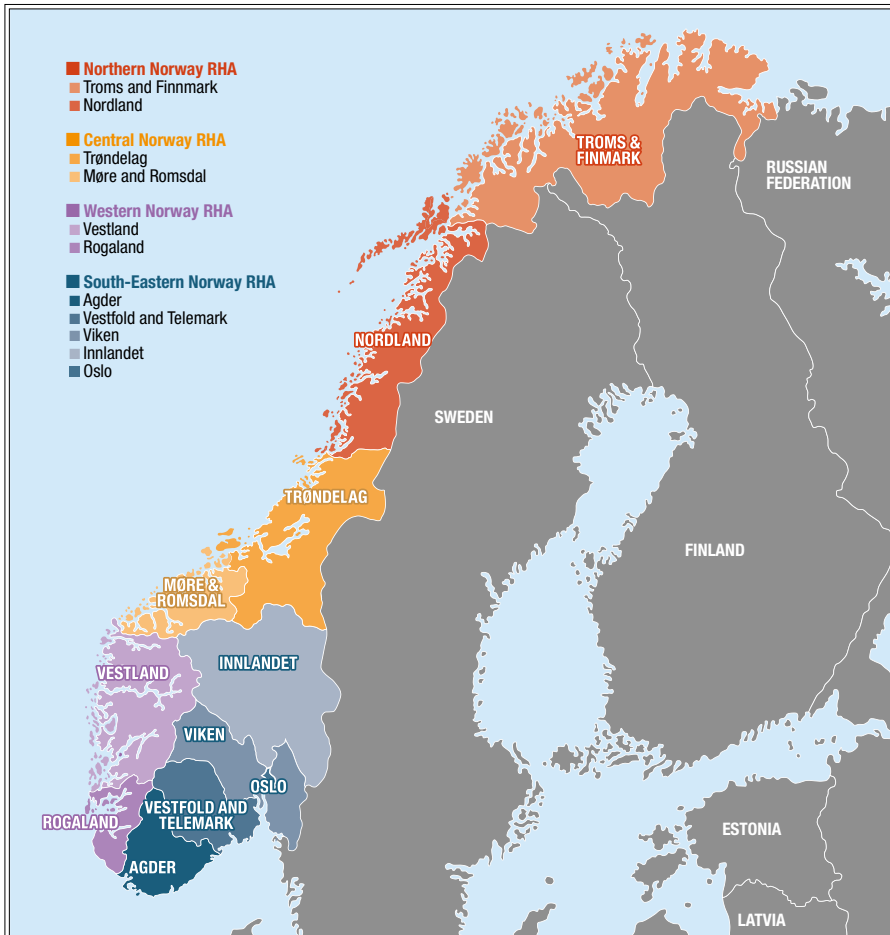 Northern Norway RHA
Troms and Finnmark
Nordland
Central Norway RHA
Trøndelag
Møre and Romsdal
Western Norway RHA
Vestland
Rogaland
South-Eastern Norway RHA
Agder
Vestfold and Telemark
Viken
Innlandet
Oslo
TROMS &
FINMARK
RUSSIAN
FEDERATION
NORDLAND
SWEDEN
TRØNDELAG
FINLAND
MØRE &
ROMSDAL
INNLANDET
VESTLAND
VIKEN
OSLO
VESTFOLD AND
TELEMARK
ROGALAND
ESTONIA
AGDER
LATVIA